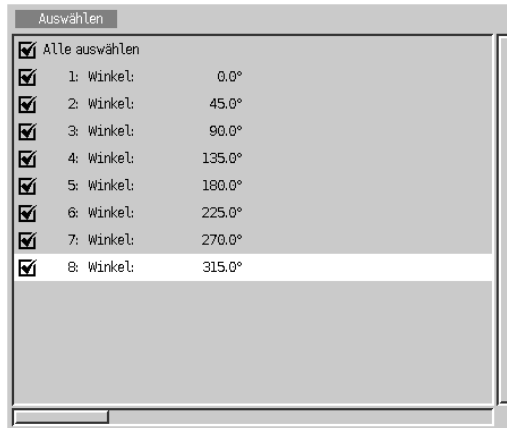 Auswählen
Alle auswählen
1: Winkel: 0.0°
2: Winkel: 45.0°
3: Winkel: 90.0°
4: Winkel: 135.0°
5: Winkel: 180.0°
6: Winkel: 225.0°
7: Winkel: 270.0°
8: Winkel: 315.0°